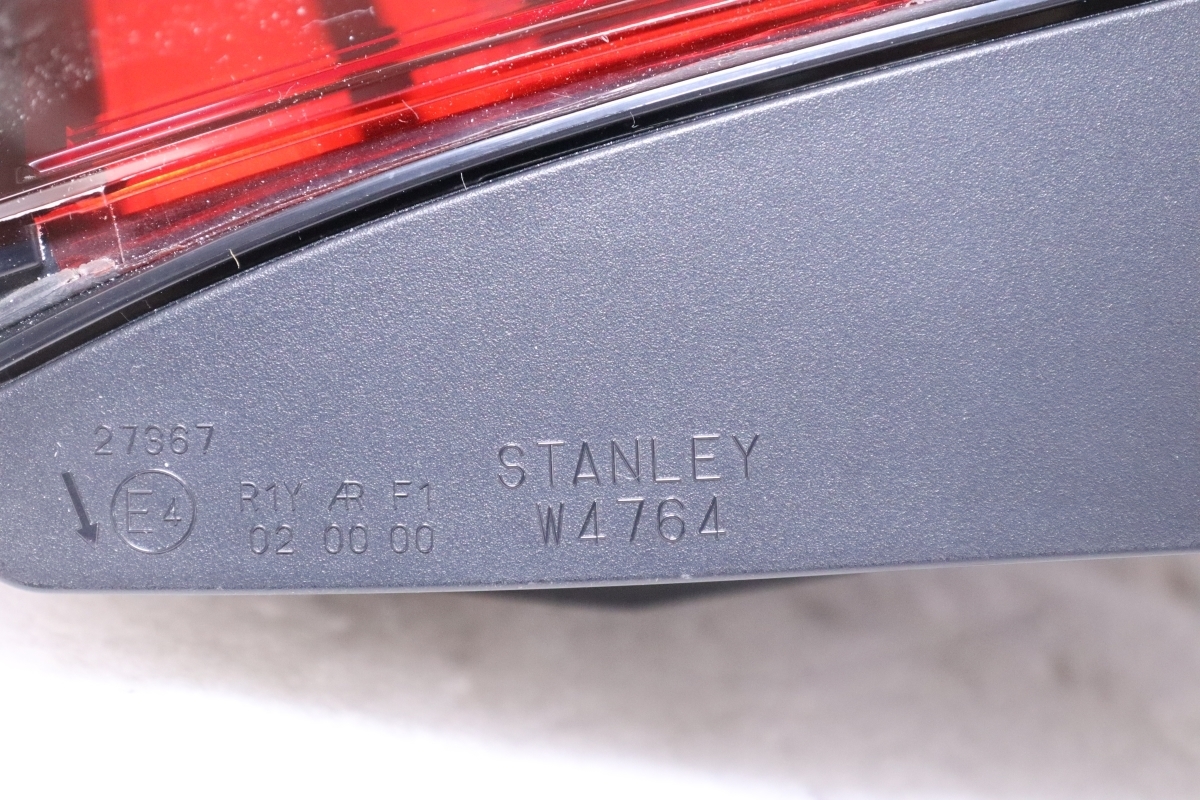 27367
E4
R1Y AR F1
02 00 00
STANLEY
W4764